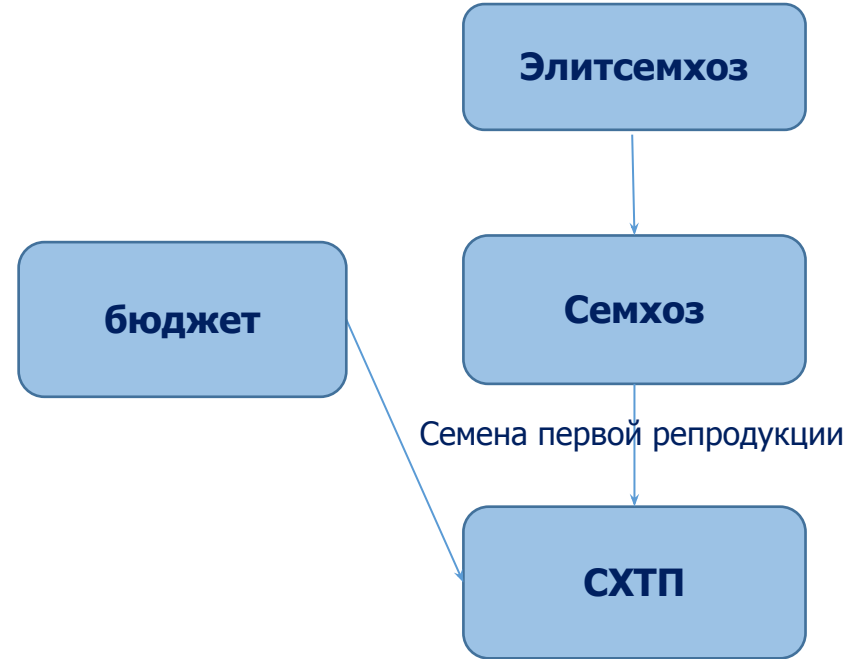 Элитсемхоз
бюджет
Семхоз
Семена первой репродукции
СХТП